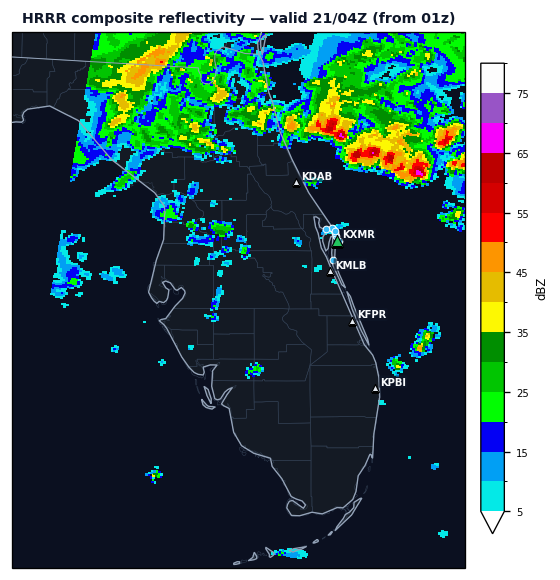 HRRR composite reflectivity — valid 21/04Z (from 01z)
KDAB
KXMR
KMLB
KFPR
KPBI
75
65
55
45
35
25
15
5
dBZ